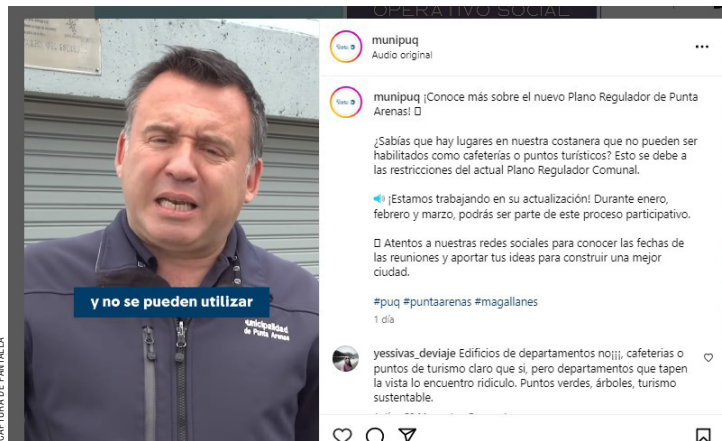 OPERATIVO SOCIAL
munipuq
Audio original
munipuq ¡Conoce más sobre el nuevo Plano Regulador de Punta
Arenas!
¿Sabías que hay lugares en nuestra costanera que no pueden ser
habilitados como cafeterías o puntos turísticos? Esto se debe a
las restricciones del actual Plano Regulador Comunal.
¡Estamos trabajando en su actualización! Durante enero,
febrero y marzo, podrás ser parte de este proceso participativo.
Atentos a nuestras redes sociales para conocer las fechas de
las reuniones y aportar tus ideas para construir una mejor
ciudad.
#puq #puntaarenas #magallanes
1 día
yessivas_deviaje Edificios de departamentos no¡¡¡, cafeterias o
puntos de turismo claro que si, pero departamentos que tapen
la vista lo encuentro ridiculo. Puntos verdes, árboles, turismo
sustentable.
y no se pueden utilizar
Municipalidad
de Punta Arenas
CAPTURA DE PANTALLA